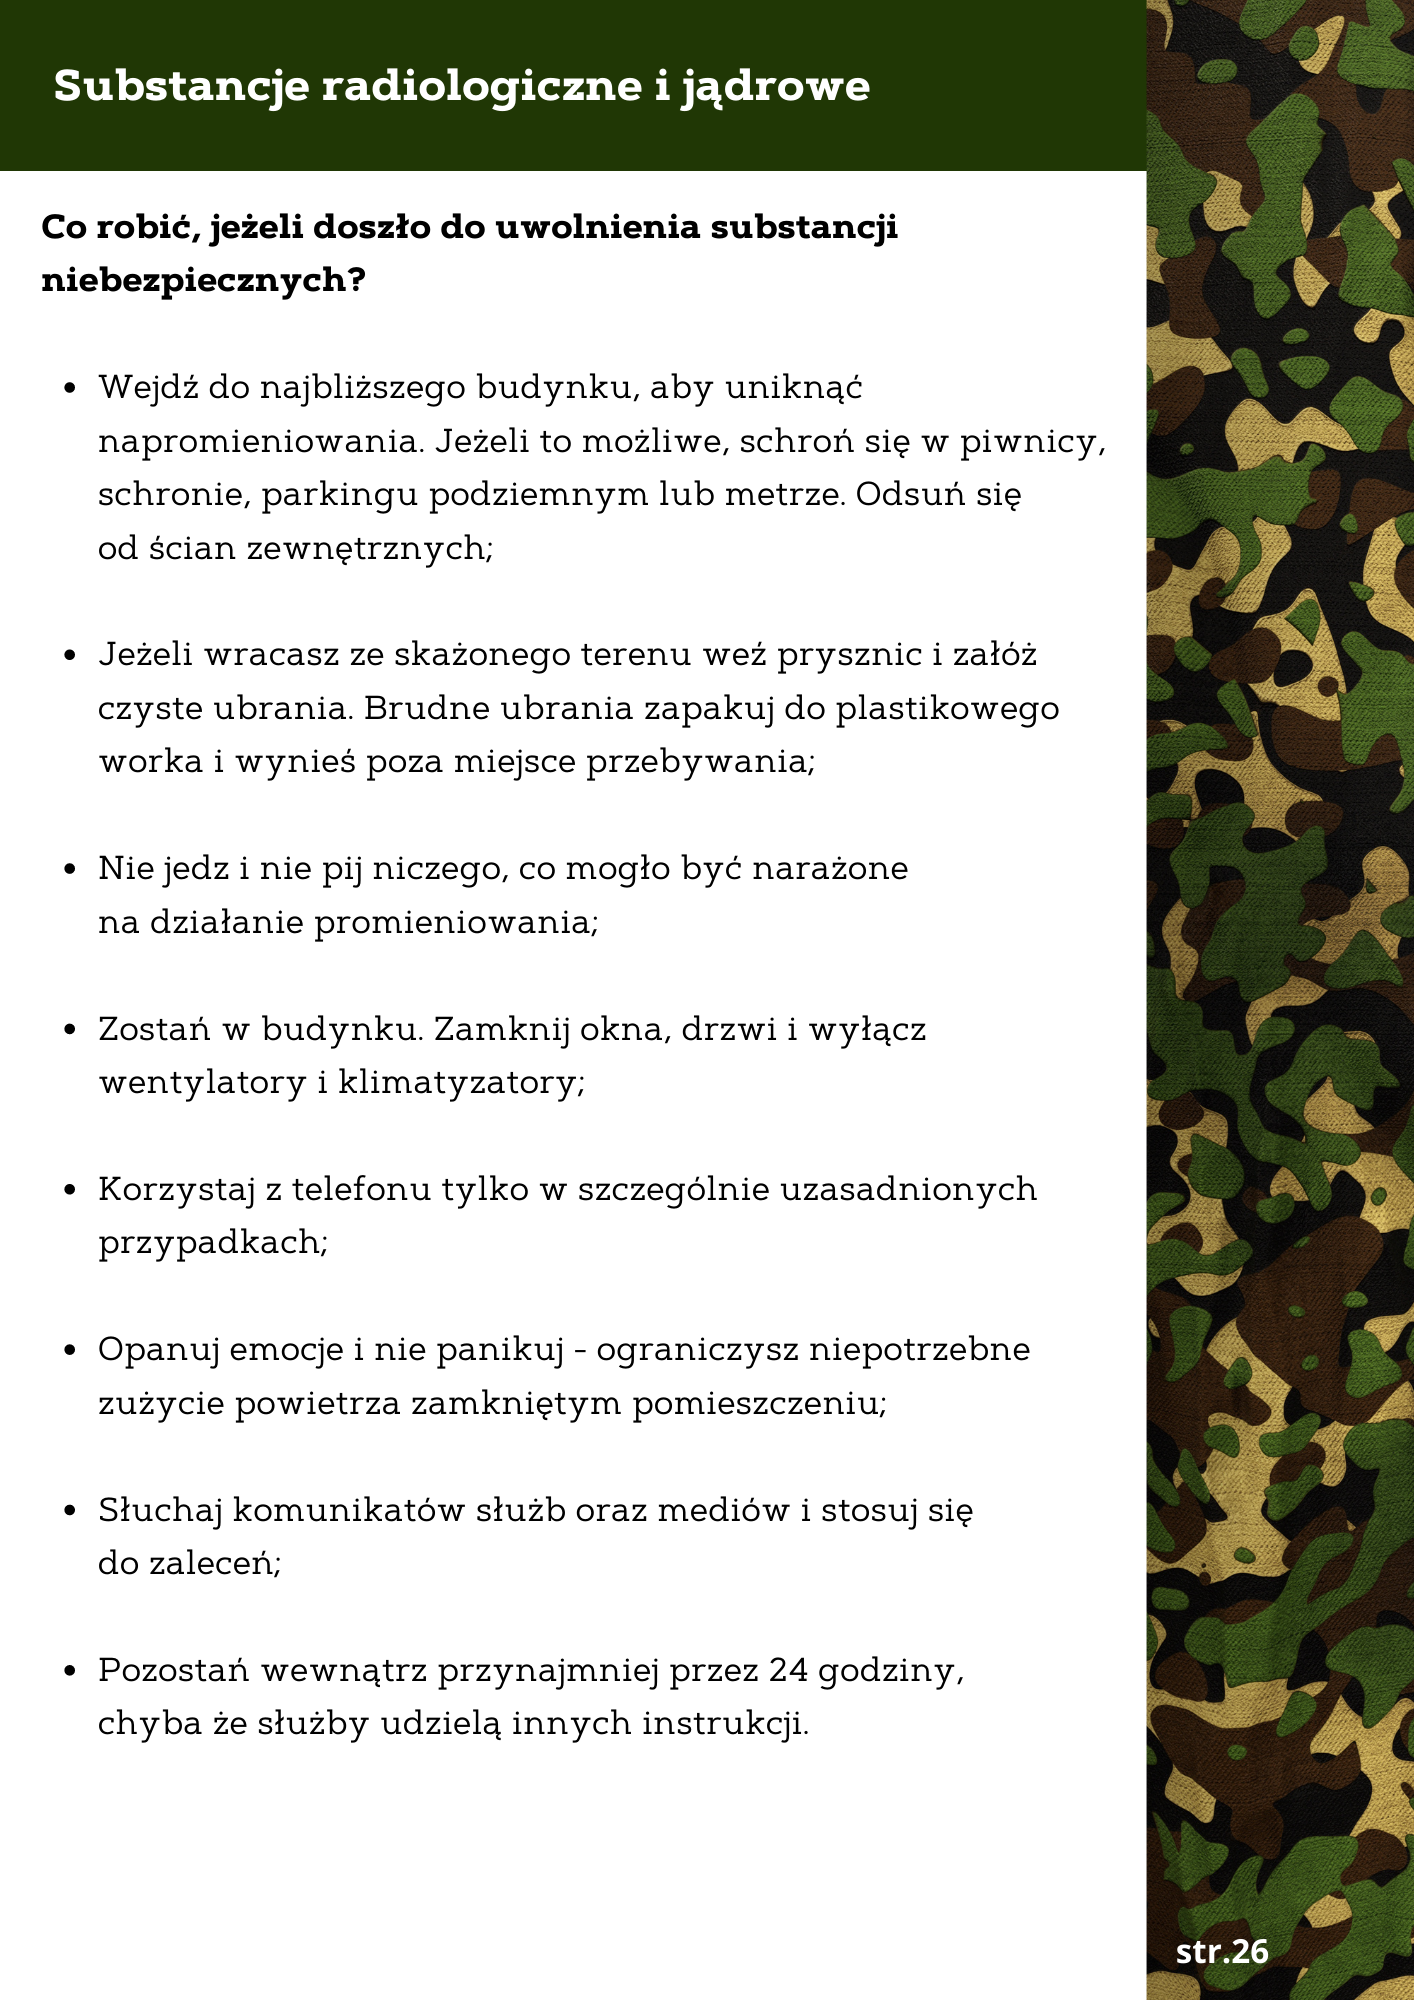 Substancje radiologiczne i jądrowe
Co robić, jeżeli doszło do uwolnienia substancji
niebezpiecznych?
• Wejdź do najbliższego budynku, aby uniknąć
napromieniowania. Jeżeli to możliwe, schroń się w piwnicy,
schronie, parkingu podziemnym lub metrze. Odsuń się
od ścian zewnętrznych;
• Jeżeli wracasz ze skażonego terenu weź prysznic i załóż
czyste ubrania. Brudne ubrania zapakuj do plastikowego
worka i wynieś poza miejsce przebywania;
• Nie jedz i nie pij niczego, co mogło być narażone
na działanie promieniowania;
• Zostań w budynku. Zamknij okna, drzwi i wyłącz
wentylatory i klimatyzatory;
• Korzystaj z telefonu tylko w szczególnie uzasadnionych
przypadkach;
• Opanuj emocje i nie panikuj - ograniczysz niepotrzebne
zużycie powietrza zamkniętym pomieszczeniu;
• Słuchaj komunikatów służb oraz mediów i stosuj się
do zaleceń;
• Pozostań wewnątrz przynajmniej przez 24 godziny,
chyba że służby udzielą innych instrukcji.
str.26